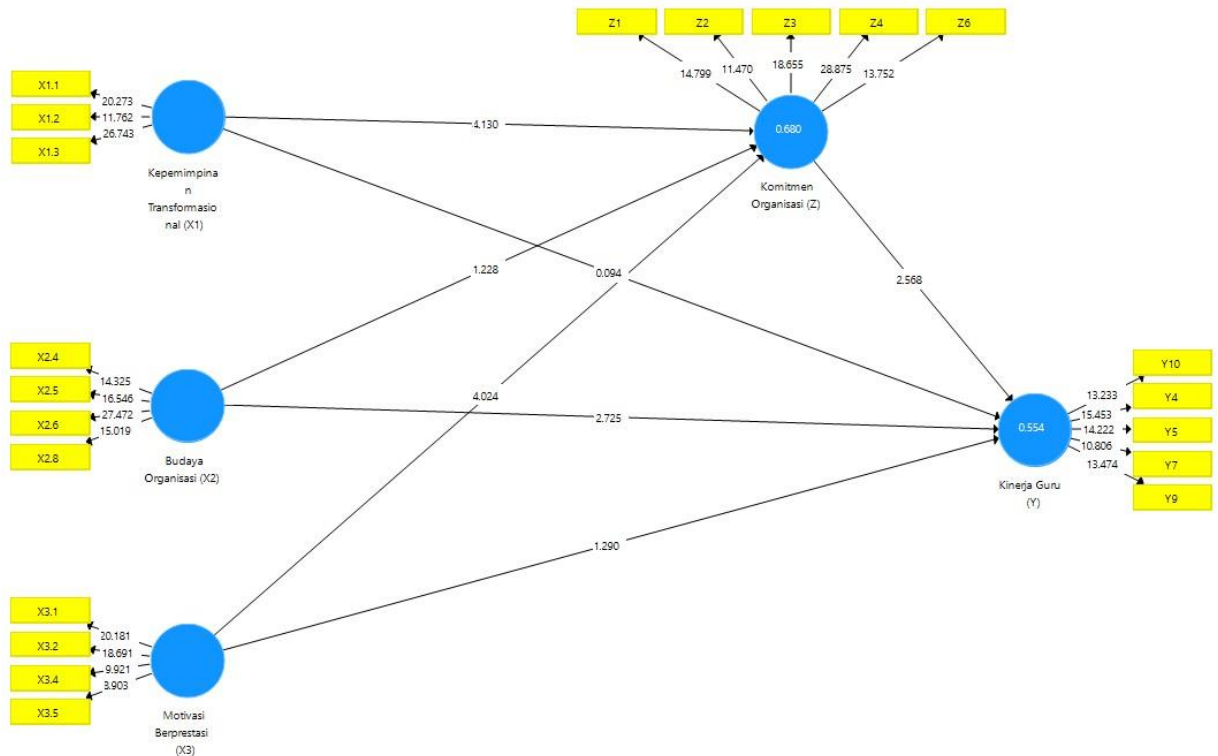 Z1
Z2
Z3
Z4
Z6
14.799
11.470
18.655
28.875
13.752
X1.1
X1.2
X1.3
20.273
11.762
26.743
Kepemimpina
n
Transformasio
nal (X1)
4.130
0.680
Komitmen
Organisasi (Z)
1.228
0.094
2.568
X2.4
X2.5
X2.6
X2.8
14.325
16.546
27.472
15.019
Budaya
Organisasi (X2)
4.024
2.725
0.554
Kinerja Guru
(Y)
13.233
15.453
14.222
10.806
13.474
Y10
Y4
Y5
Y7
Y9
1.290
X3.1
X3.2
X3.4
X3.5
20.181
18.691
9.921
Motivasi
Berprestasi
(X3)